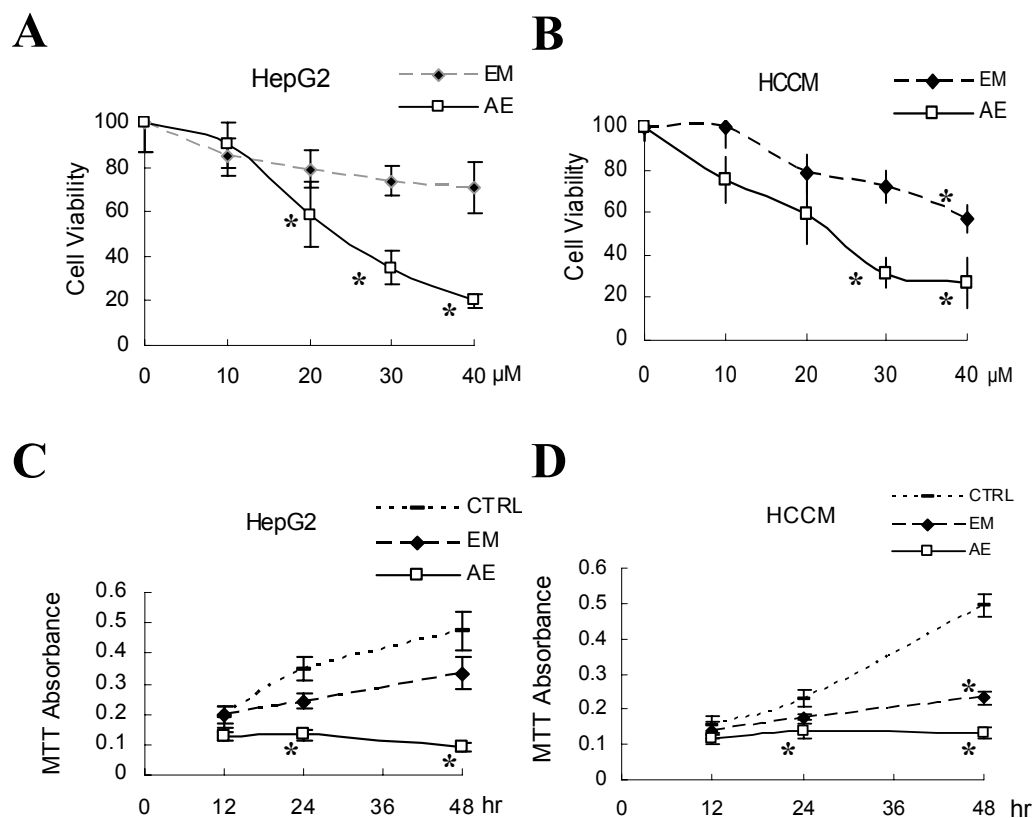 A
HepG2
EM
AE
Cell Viability
100
80
60
40
20
0
*
*
*
0 10 20 30 40 µM
B
HCCM
EM
AE
Cell Viability
100
80
60
40
20
0
*
*
*
0 10 20 30 40 µM
C
HepG2
CTRL
EM
AE
MTT Absorbance
0.6
0.5
0.4
0.3
0.2
0.1
0
*
*
0 12 24 36 48 hr
D
HCCM
CTRL
EM
AE
MTT Absorbance
0.6
0.5
0.4
0.3
0.2
0.1
0
*
*
*
0 12 24 36 48 hr